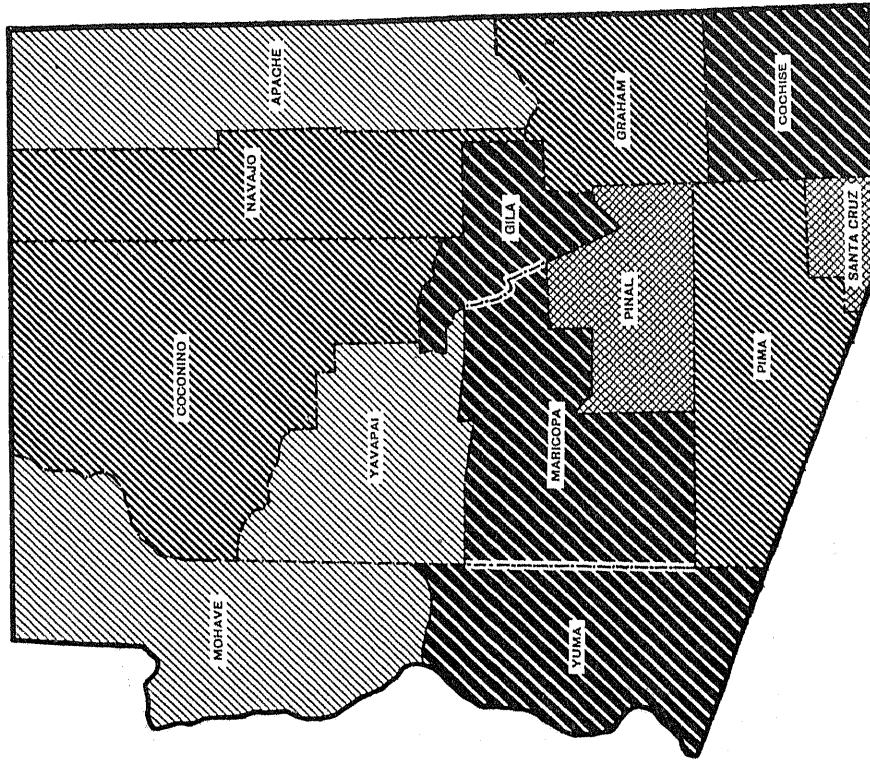 APACHE
NAVAJO
COCONINO
MOHAVE
YAVAPAI
GILA
GRAHAM
MARICOPA
PINAL
COCHISE
YUMA
PIMA
SANTA CRUZ